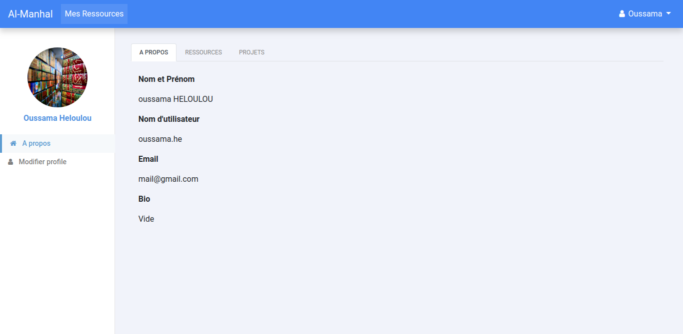 Al-Manhal
Mes Ressources
Oussama
Oussama Heloulou
A propos
Modifier profile
A PROPOS
RESSOURCES
PROJETS
Nom et Prénom
oussama HELOULOU
Nom d'utilisateur
oussama.he
Email
mail@gmail.com
Bio
Vide